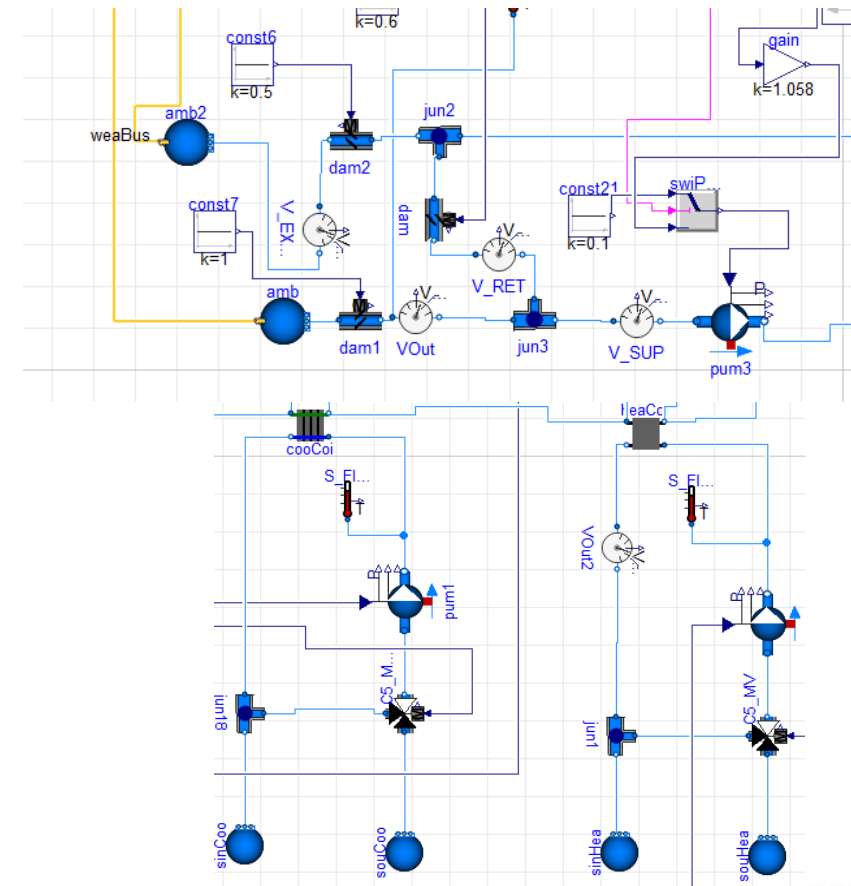 k=0.6
const6
k=0.5
gain
k=1.058
amb2
weaBus
M
dam2
jun2
const7
k=1
V_EX...
V
dam
M
const21
k=0.1
swiP...
V...
V_RET
amb
M
dam1
V...
VOut
jun3
V...
V_SUP
P
pum3
cooCoi
S_Fl...
T
P
pum1
C5_M...
M
jun18
sinCoo
souCoo
S_Fl...
T
VOut2
V
P
C5_MV
M
jun1
sinHea
souHea